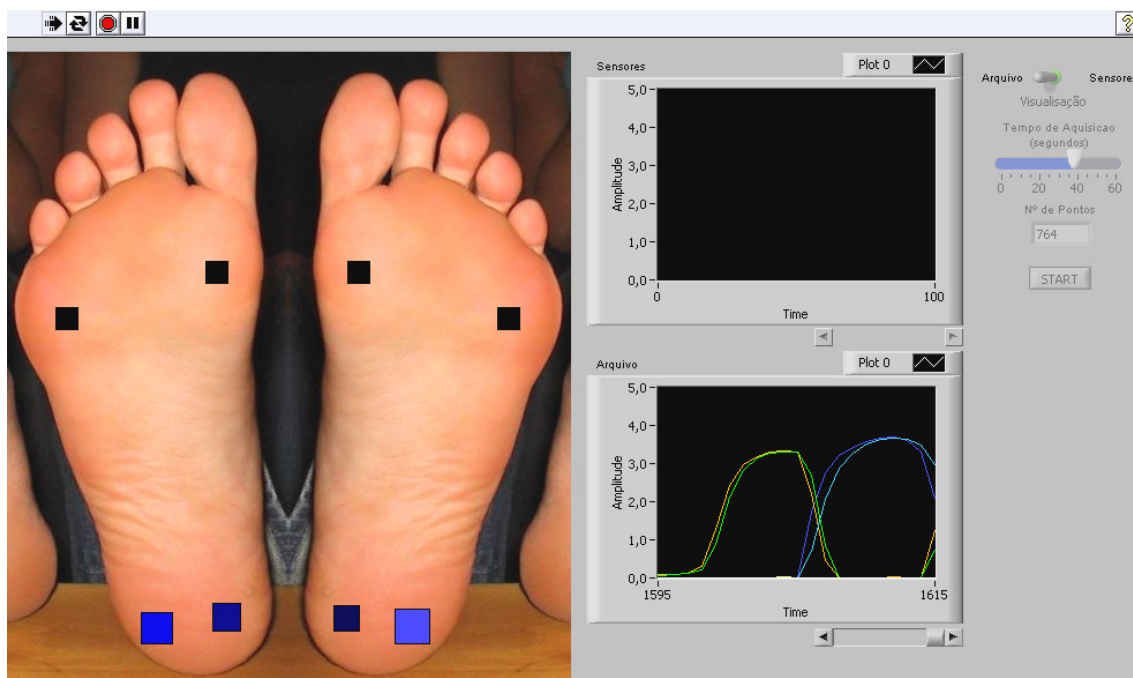 ?
Sensores
Plot 0
5,0
4,0
3,0
2,0
1,0
0,0
Amplitude
0
100
Time
Arquivo
Sensore
Visualisação
Tempo de Aquisicao
(segundos)
0 20 40 60
Nº de Pontos
764
START
Arquivo
Plot 0
5,0
4,0
3,0
2,0
1,0
0,0
Amplitude
1595
1615
Time